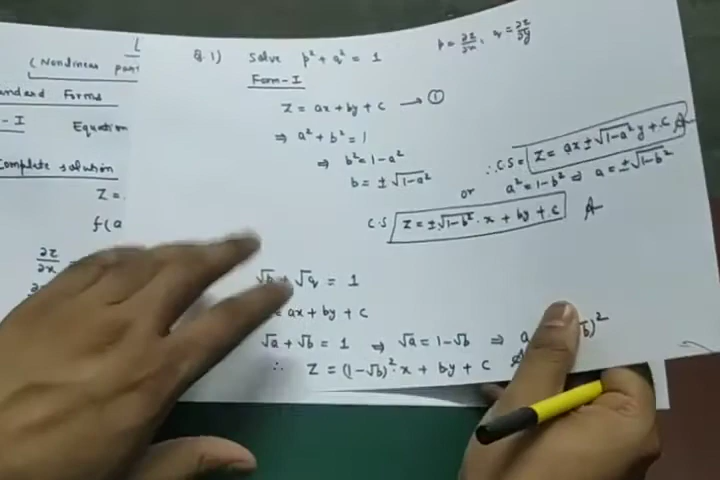 (Nonlinear
andard Forms
- I Equation
Complete solution
Z =
f(a
∂z/∂x
Q.1) Solve p² + q² = 1 p = ∂z/∂x, q = ∂z/∂y
Form-I
Z = ax + by + c → ①
⇒ a² + b² = 1
⇒ b² = 1 - a²
b = ± √1-a²
∴ C.S = Z = ax ± √1-a² y + c
or a² = 1 - b² ⇒ a = ± √1-b²
C.S Z = ± √1-b² · x + by + c
+ √q = 1
= ax + by + c
√a + √b = 1 ⇒ √a = 1 - √b ⇒ a
∴ Z = (1-√b)² · x + by + c